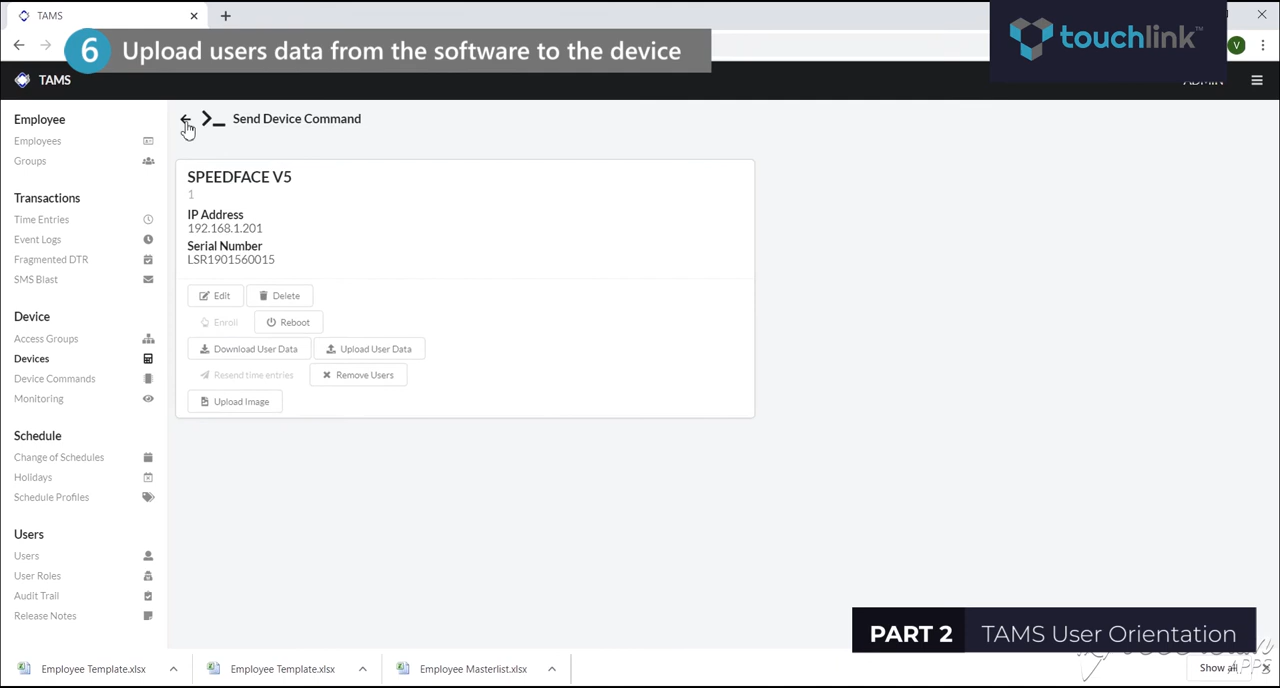 TAMS
6 Upload users data from the software to the device
touchlink™
V
TAMS
Employee
Employees
Groups
Transactions
Time Entries
Event Logs
Fragmented DTR
SMS Blast
Device
Access Groups
Devices
Device Commands
Monitoring
Schedule
Change of Schedules
Holidays
Schedule Profiles
Users
Users
User Roles
Audit Trail
Release Notes
Send Device Command
SPEEDFACE V5
1
IP Address
192.168.1.201
Serial Number
LSR1901560015
Edit Delete
Enroll Reboot
Download User Data Upload User Data
Resend time entries Remove Users
Upload Image
PART 2 TAMS User Orientation
Employee Template.xlsx Employee Template.xlsx Employee Masterlist.xlsx Show all
APPS